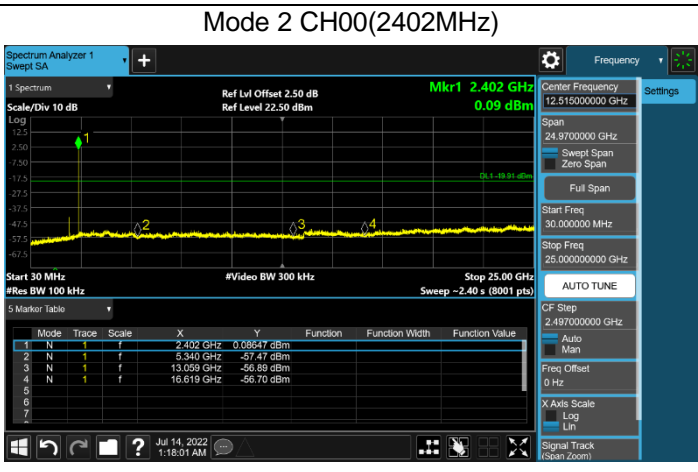 Mode 2 CH00(2402MHz)
Spectrum Analyzer 1
Swept SA
+
Frequency
1 Spectrum
Scale/Div 10 dB
Ref Lvl Offset 2.50 dB
Ref Level 22.50 dBm
Mkr1 2.402 GHz
0.09 dBm
Log
12.5
2.50
-7.50
-17.5
-27.5
-37.5
-47.5
-57.5
-67.5
1
2
3
4
DL1 -19.91 dBm
Start 30 MHz
#Video BW 300 kHz
Stop 25.00 GHz
#Res BW 100 kHz
Sweep ~2.40 s (8001 pts)
5 Marker Table
Mode Trace Scale X Y Function Function Width Function Value
1 N 1 f 2.402 GHz 0.08647 dBm
2 N 1 f 5.340 GHz -57.47 dBm
3 N 1 f 13.059 GHz -56.89 dBm
4 N 1 f 16.619 GHz -56.70 dBm
5
6
7
?
Jul 14, 2022
1:18:01 AM
Center Frequency
12.515000000 GHz
Settings
Span
24.9700000 GHz
Swept Span
Zero Span
Full Span
Start Freq
30.000000 MHz
Stop Freq
25.000000000 GHz
AUTO TUNE
CF Step
2.497000000 GHz
Auto
Man
Freq Offset
0 Hz
X Axis Scale
Log
Lin
Signal Track
(Span Zoom)